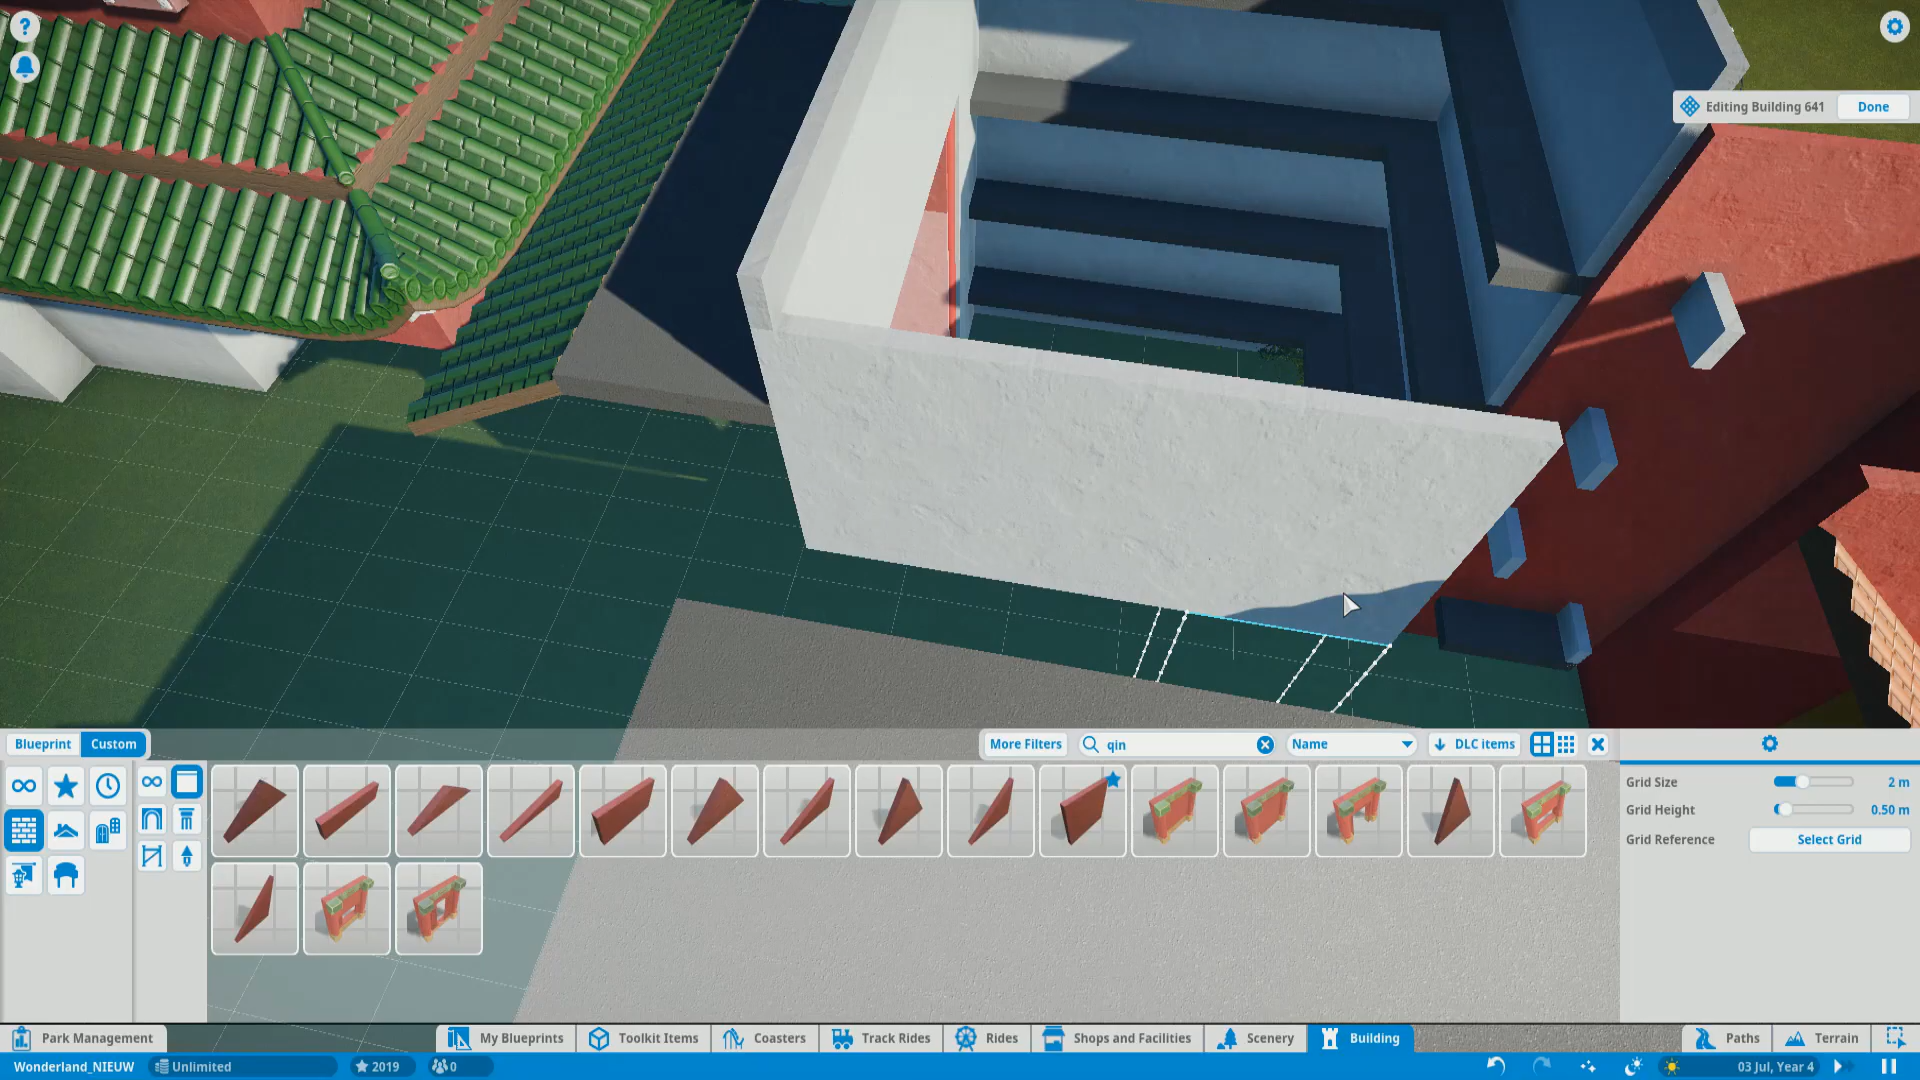 ?
Editing Building 641
Done
Blueprint
Custom
More Filters
qin
Name
DLC items
Grid Size
2 m
Grid Height
0.50 m
Grid Reference
Select Grid
Park Management
My Blueprints
Toolkit Items
Coasters
Track Rides
Rides
Shops and Facilities
Scenery
Building
Paths
Terrain
Wonderland_NIEUW
Unlimited
2019
0
03 Jul, Year 4